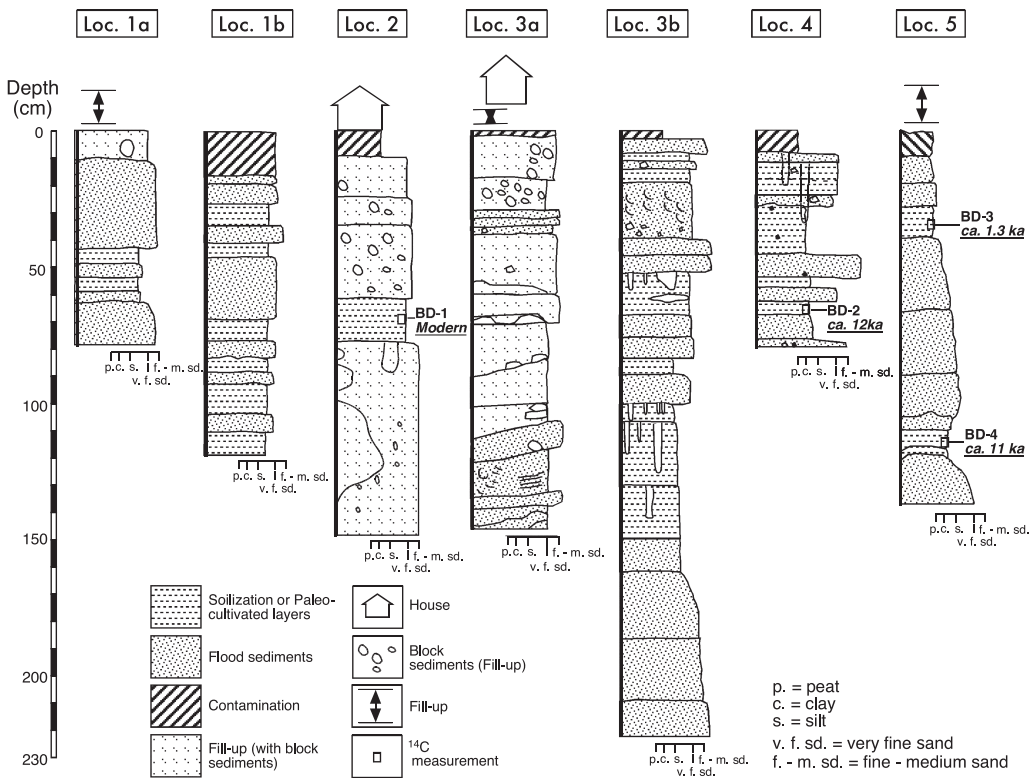 Loc. 1a
Loc. 1b
Loc. 2
Loc. 3a
Loc. 3b
Loc. 4
Loc. 5
Depth
(cm)
0
50
100
150
200
230
BD-1
Modern
BD-2
ca. 12ka
BD-3
ca. 1.3 ka
BD-4
ca. 11 ka
p.c. s. f. - m. sd.
v. f. sd.
p.c. s. f. - m. sd.
v. f. sd.
p.c. s. f. - m. sd.
v. f. sd.
p.c. s. f. - m. sd.
v. f. sd.
p.c. s. f. - m. sd.
v. f. sd.
p.c. s. f. - m. sd.
v. f. sd.
p.c. s. f. - m. sd.
v. f. sd.
Soilization or Paleo-
cultivated layers
Flood sediments
Contamination
Fill-up (with block
sediments)
House
Block
sediments (Fill-up)
Fill-up
14C
measurement
p. = peat
c. = clay
s. = silt
v. f. sd. = very fine sand
f. - m. sd = fine - medium sand